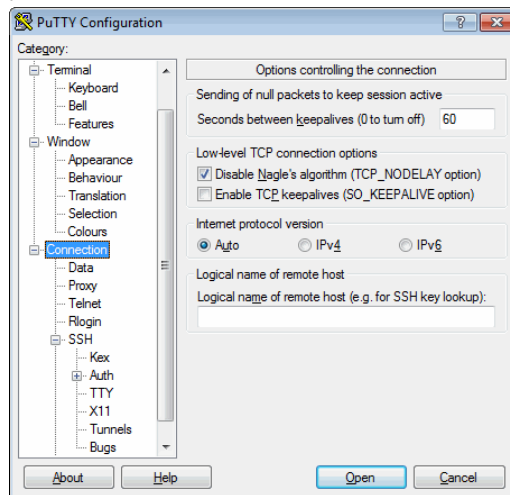 PuTTY Configuration
Category:
Terminal
Keyboard
Bell
Features
Window
Appearance
Behaviour
Translation
Selection
Colours
Connection
Data
Proxy
Telnet
Rlogin
SSH
Kex
Auth
TTY
X11
Tunnels
Bugs
Options controlling the connection
Sending of null packets to keep session active
Seconds between keepalives (0 to turn off) 60
Low-level TCP connection options
Disable Nagle's algorithm (TCP_NODELAY option)
Enable TCP keepalives (SO_KEEPALIVE option)
Internet protocol version
Auto IPv4 IPv6
Logical name of remote host
Logical name of remote host (e.g. for SSH key lookup):
About Help Open Cancel